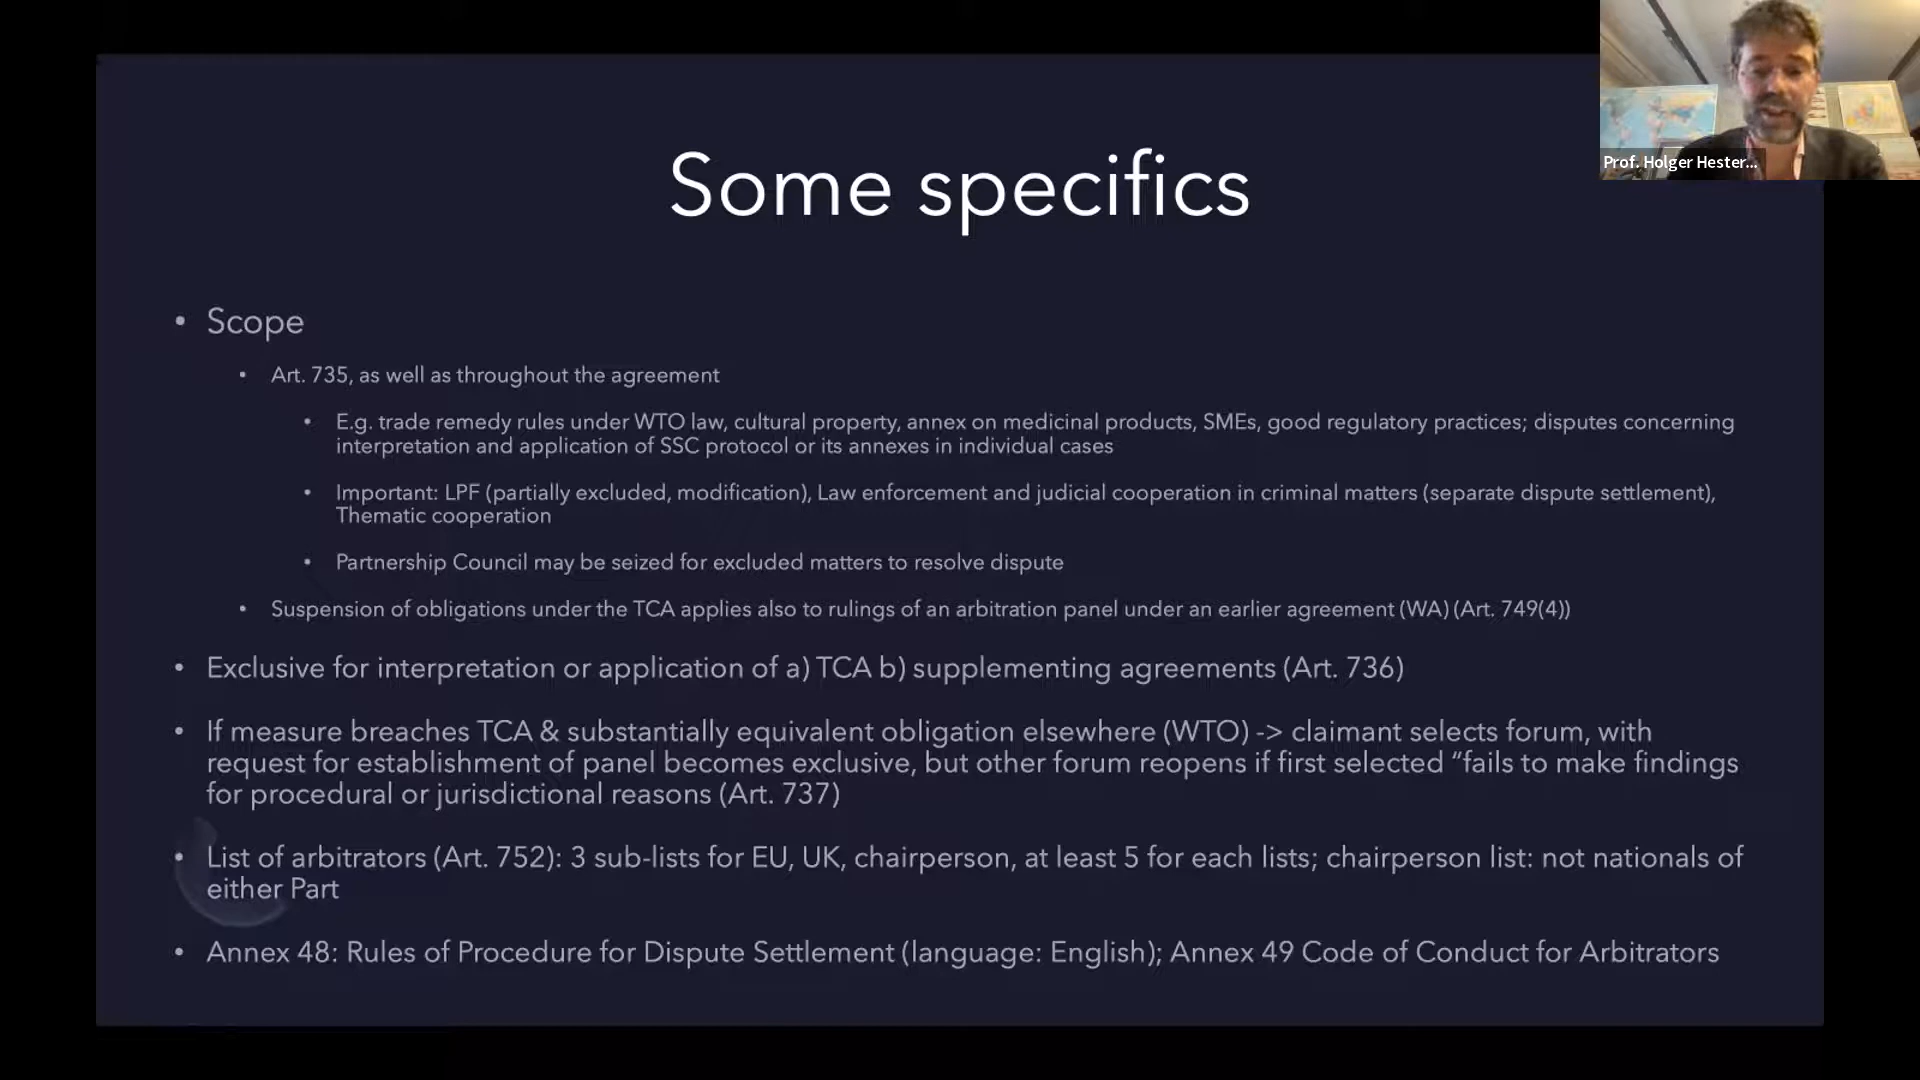 Prof. Holger Hester...
Some specifics
• Scope
• Art. 735, as well as throughout the agreement
• E.g. trade remedy rules under WTO law, cultural property, annex on medicinal products, SMEs, good regulatory practices; disputes concerning
interpretation and application of SSC protocol or its annexes in individual cases
• Important: LPF (partially excluded, modification), Law enforcement and judicial cooperation in criminal matters (separate dispute settlement),
Thematic cooperation
• Partnership Council may be seized for excluded matters to resolve dispute
• Suspension of obligations under the TCA applies also to rulings of an arbitration panel under an earlier agreement (WA) (Art. 749(4))
• Exclusive for interpretation or application of a) TCA b) supplementing agreements (Art. 736)
• If measure breaches TCA & substantially equivalent obligation elsewhere (WTO) -> claimant selects forum, with
request for establishment of panel becomes exclusive, but other forum reopens if first selected “fails to make findings
for procedural or jurisdictional reasons (Art. 737)
• List of arbitrators (Art. 752): 3 sub-lists for EU, UK, chairperson, at least 5 for each lists; chairperson list: not nationals of
either Part
• Annex 48: Rules of Procedure for Dispute Settlement (language: English); Annex 49 Code of Conduct for Arbitrators